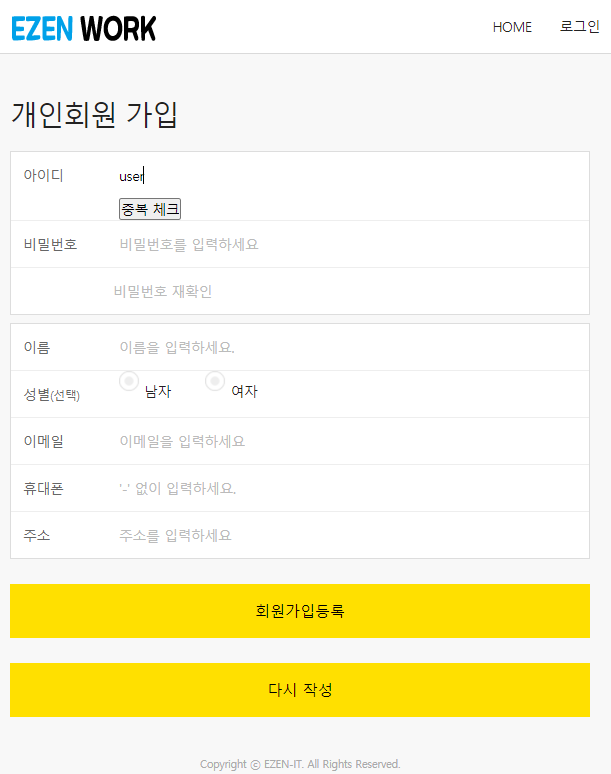 EZEN WORK HOME 로그인
개인회원 가입
아이디 user
중복 체크
비밀번호 비밀번호를 입력하세요
비밀번호 재확인
이름 이름을 입력하세요.
성별(선택) 남자 여자
이메일 이메일을 입력하세요
휴대폰 '-' 없이 입력하세요.
주소 주소를 입력하세요
회원가입등록
다시 작성
Copyright ⓒ EZEN-IT. All Rights Reserved.